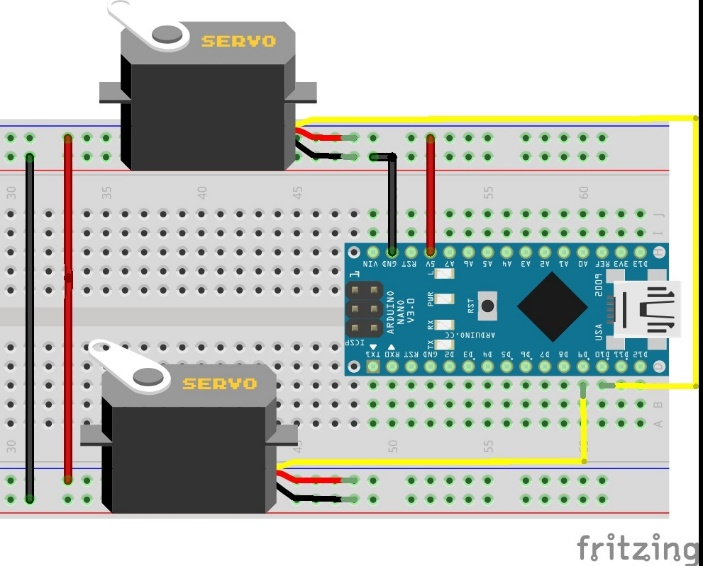 SERVO
30 35 40 45 55 60
J
I
VIN GND RST 5V A7 A6 A5 A4 A3 A2 A1 A0 REF 3V3 D13
L
PWR
RX
TX
RST
ARDUINO
NANO
V3.0
ICSP
ARDUINO.CC
2009
USA
TX1 RX0 RST GND D2 D3 D4 D5 D6 D7 D8 D9 D10 D11 D12
SERVO
B
A
30 45 50 55
fritzing